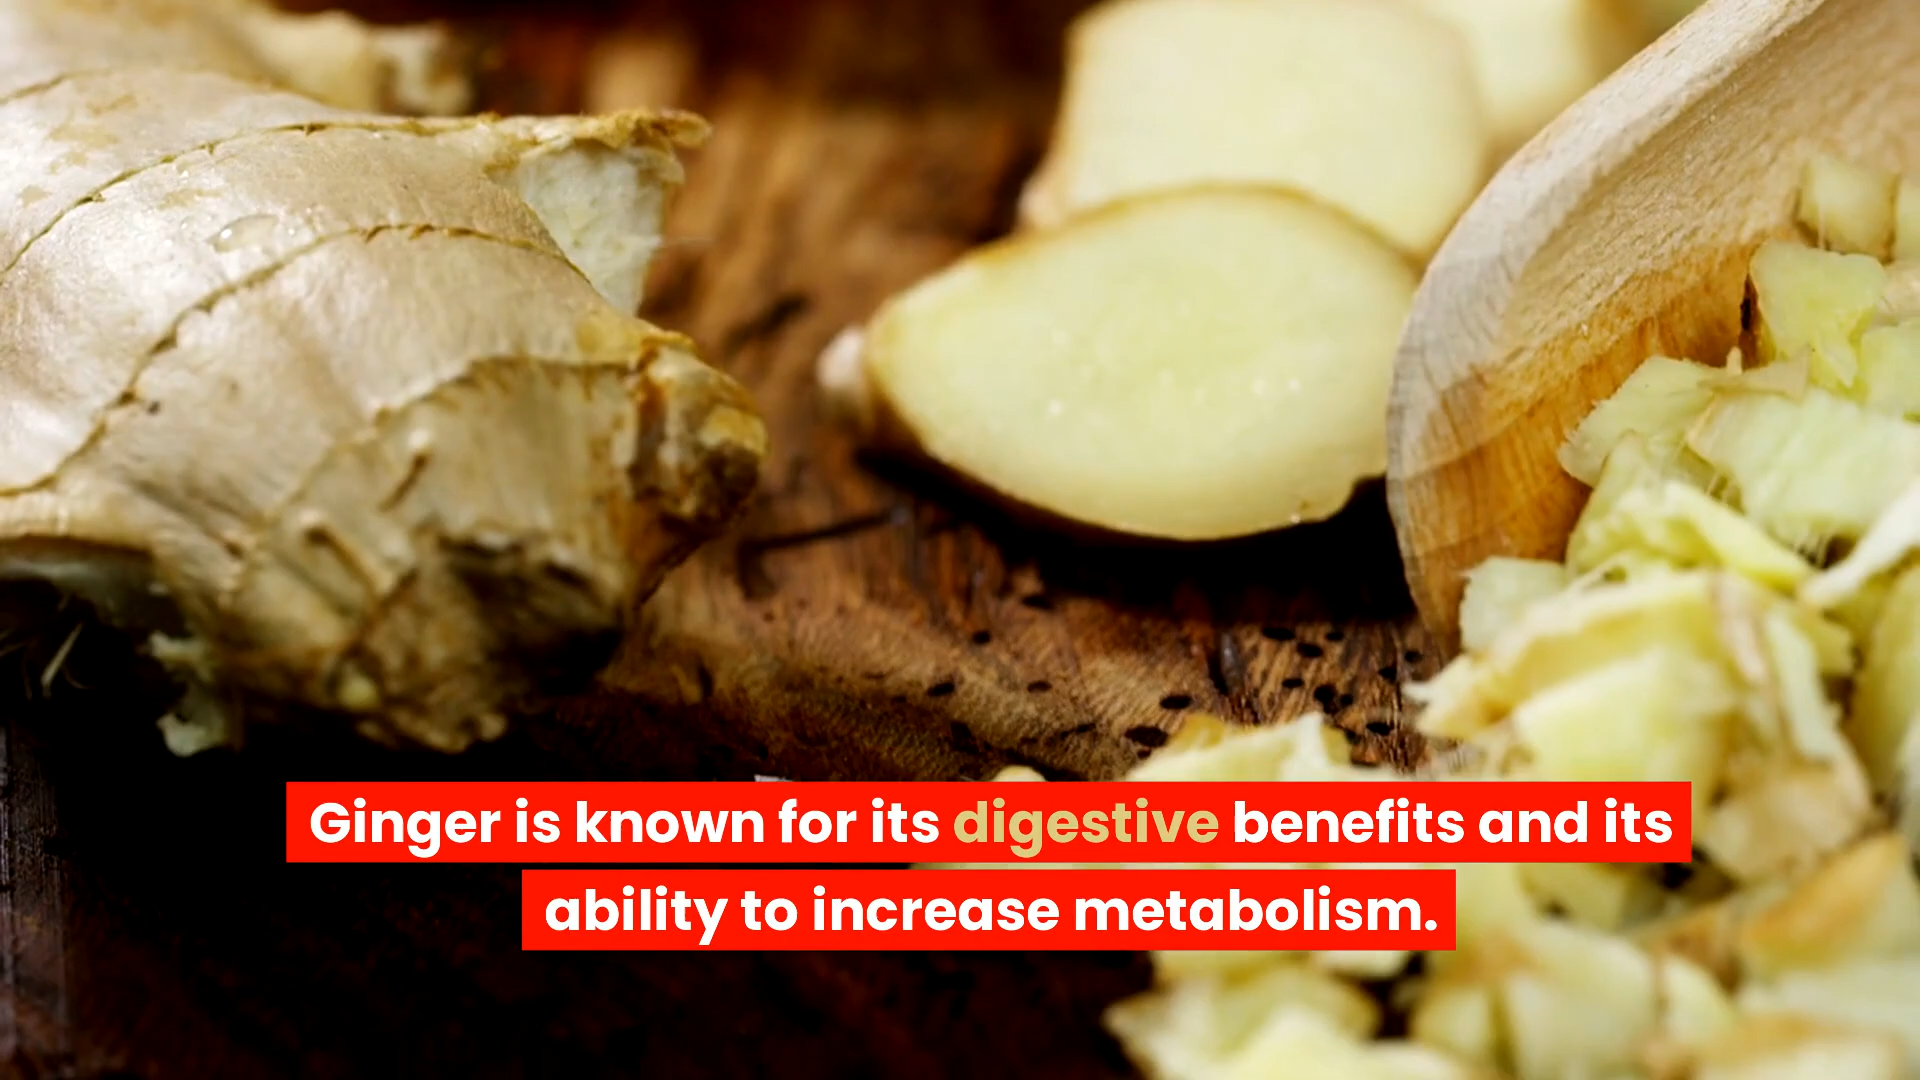 Ginger is known for its digestive benefits and its
ability to increase metabolism.